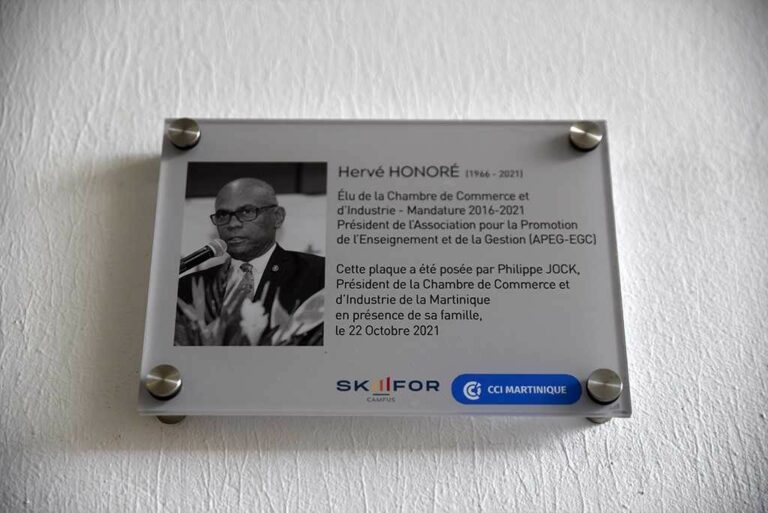 Hervé HONORÉ (1966 - 2021)
Élu de la Chambre de Commerce et
d'Industrie - Mandature 2016-2021
Président de l'Association pour la Promotion
de l'Enseignement et de la Gestion (APEG-EGC)
Cette plaque a été posée par Philippe JOCK,
Président de la Chambre de Commerce et
d'Industrie de la Martinique
en présence de sa famille,
le 22 Octobre 2021
SKILLFOR
CAMPUS
CCI MARTINIQUE